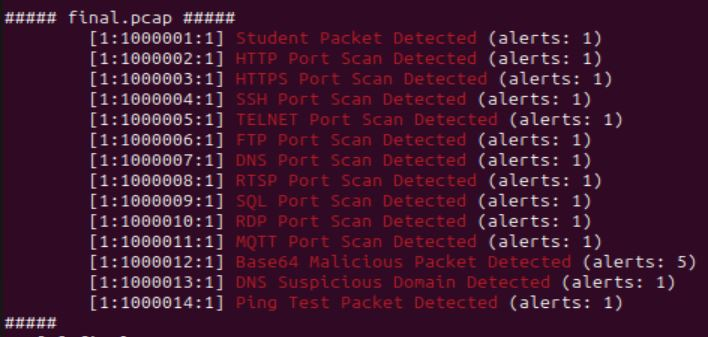 ##### final.pcap #####
[1:1000001:1] Student Packet Detected (alerts: 1)
[1:1000002:1] HTTP Port Scan Detected (alerts: 1)
[1:1000003:1] HTTPS Port Scan Detected (alerts: 1)
[1:1000004:1] SSH Port Scan Detected (alerts: 1)
[1:1000005:1] TELNET Port Scan Detected (alerts: 1)
[1:1000006:1] FTP Port Scan Detected (alerts: 1)
[1:1000007:1] DNS Port Scan Detected (alerts: 1)
[1:1000008:1] RTSP Port Scan Detected (alerts: 1)
[1:1000009:1] SQL Port Scan Detected (alerts: 1)
[1:1000010:1] RDP Port Scan Detected (alerts: 1)
[1:1000011:1] MQTT Port Scan Detected (alerts: 1)
[1:1000012:1] Base64 Malicious Packet Detected (alerts: 5)
[1:1000013:1] DNS Suspicious Domain Detected (alerts: 1)
[1:1000014:1] Ping Test Packet Detected (alerts: 1)
#####